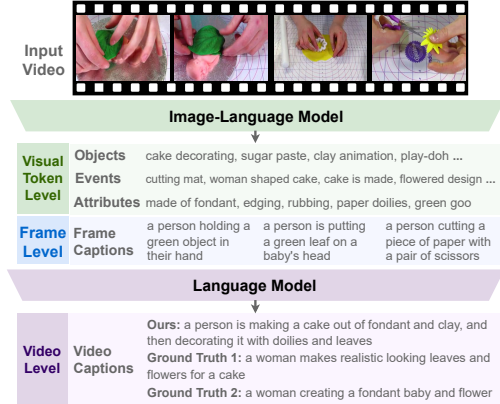 Input
Video
Image-Language Model
Visual
Token
Level
Objects cake decorating, sugar paste, clay animation, play-doh ...
Events cutting mat, woman shaped cake, cake is made, flowered design ...
Attributes made of fondant, edging, rubbing, paper doilies, green goo
Frame
Level
Frame
Captions
a person holding a
green object in
their hand
a person is putting
a green leaf on a
baby's head
a person cutting a
piece of paper with
a pair of scissors
Language Model
Video
Level
Video
Captions
Ours: a person is making a cake out of fondant and clay, and
then decorating it with doilies and leaves
Ground Truth 1: a woman makes realistic looking leaves and
flowers for a cake
Ground Truth 2: a woman creating a fondant baby and flower